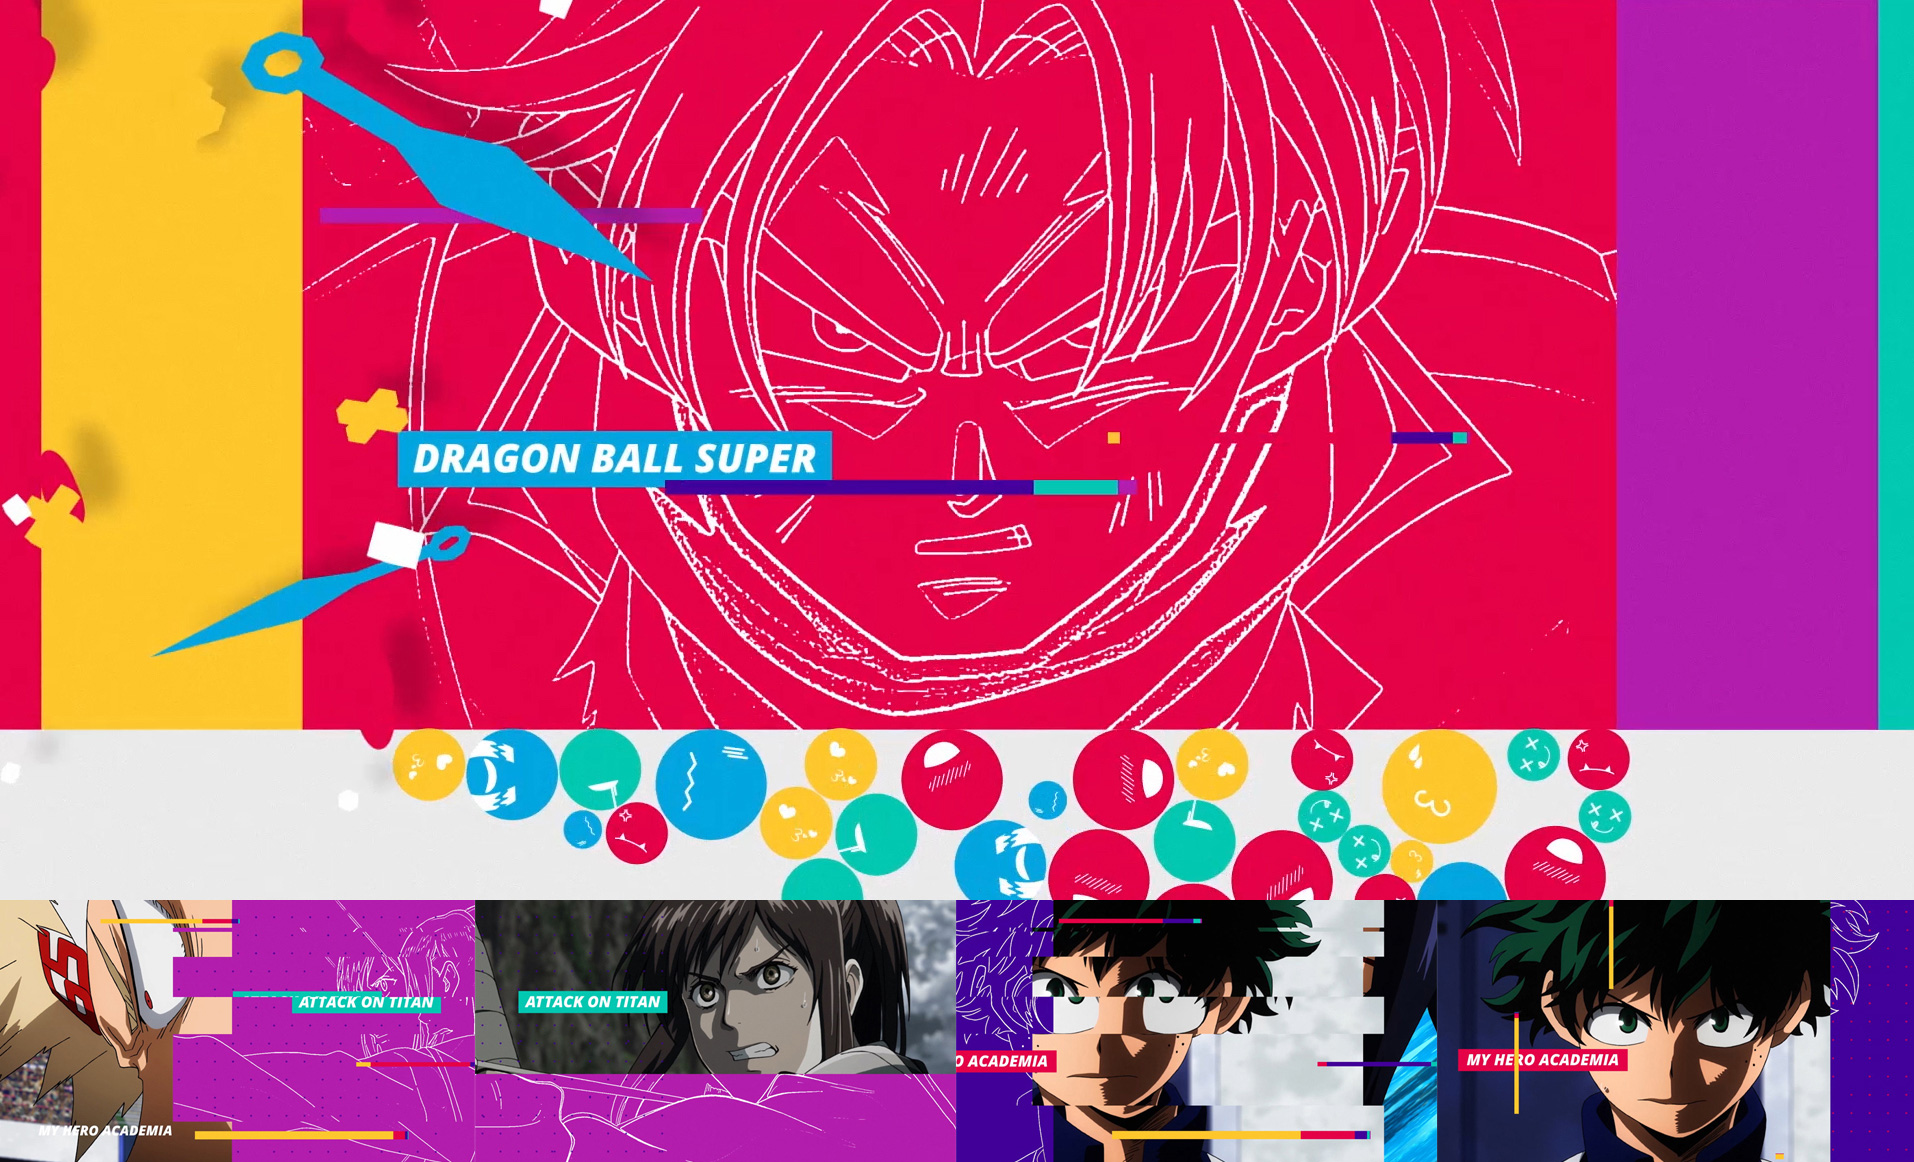 DRAGON BALL SUPER
ATTACK ON TITAN
ATTACK ON TITAN
O ACADEMIA
MY HERO ACADEMIA
MY HERO ACADEMIA